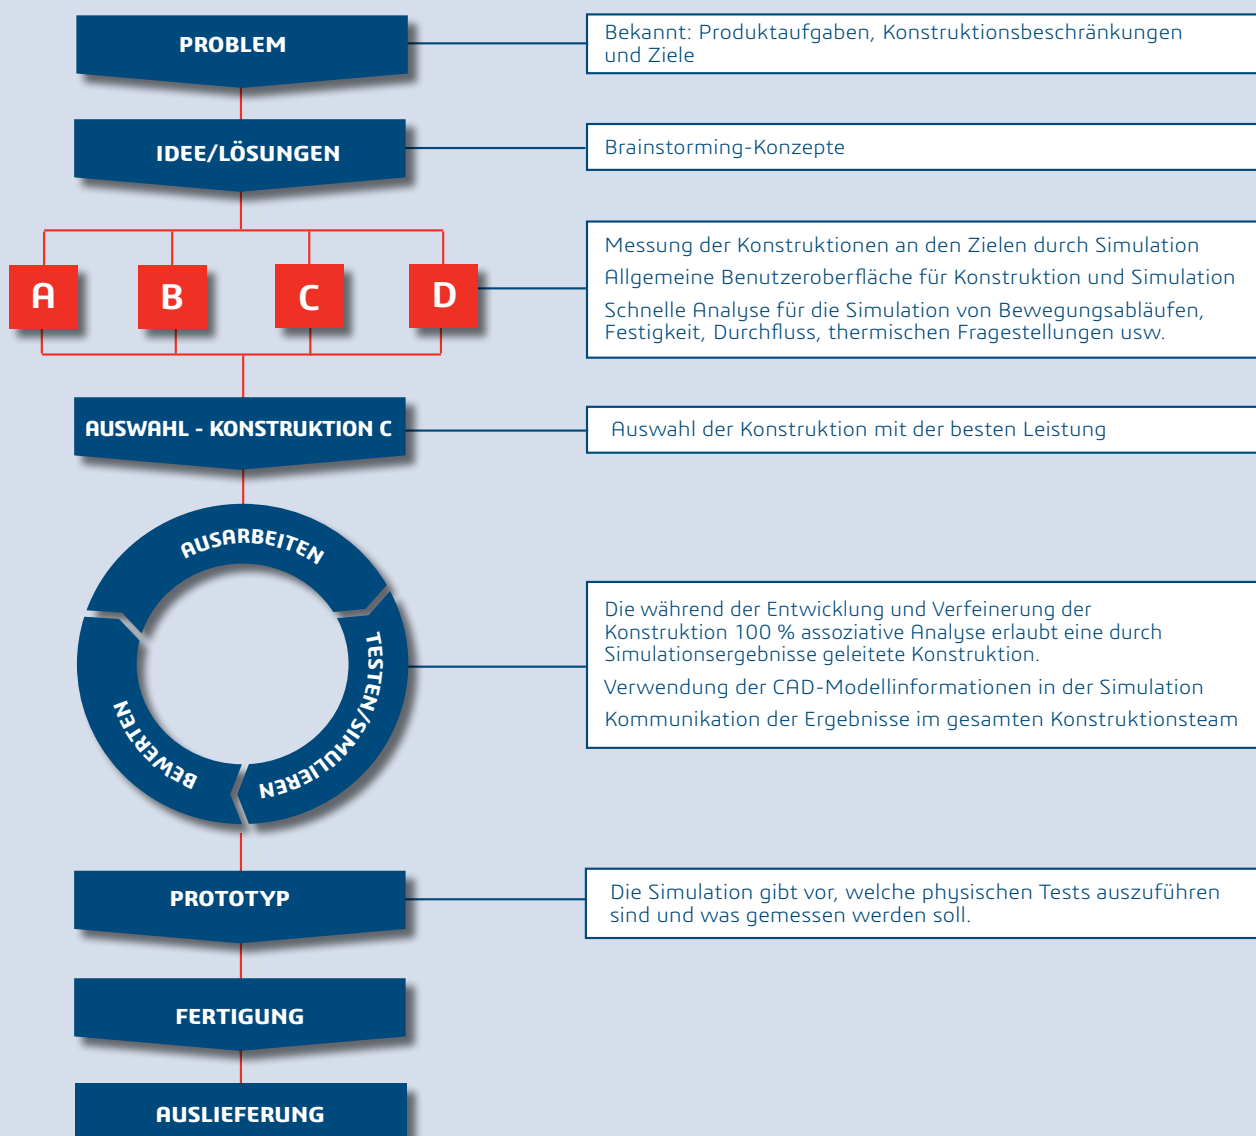 PROBLEM
Bekannt: Produktaufgaben, Konstruktionsbeschränkungen
und Ziele
IDEE/LÖSUNGEN
Brainstorming-Konzepte
A
B
C
D
Messung der Konstruktionen an den Zielen durch Simulation
Allgemeine Benutzeroberfläche für Konstruktion und Simulation
Schnelle Analyse für die Simulation von Bewegungsabläufen,
Festigkeit, Durchfluss, thermischen Fragestellungen usw.
AUSWAHL - KONSTRUKTION C
Auswahl der Konstruktion mit der besten Leistung
AUSARBEITEN
TESTEN/SIMULIEREN
BEWERTEN
Die während der Entwicklung und Verfeinerung der
Konstruktion 100 % assoziative Analyse erlaubt eine durch
Simulationsergebnisse geleitete Konstruktion.
Verwendung der CAD-Modellinformationen in der Simulation
Kommunikation der Ergebnisse im gesamten Konstruktionsteam
PROTOTYP
Die Simulation gibt vor, welche physischen Tests auszuführen
sind und was gemessen werden soll.
FERTIGUNG
AUSLIEFERUNG